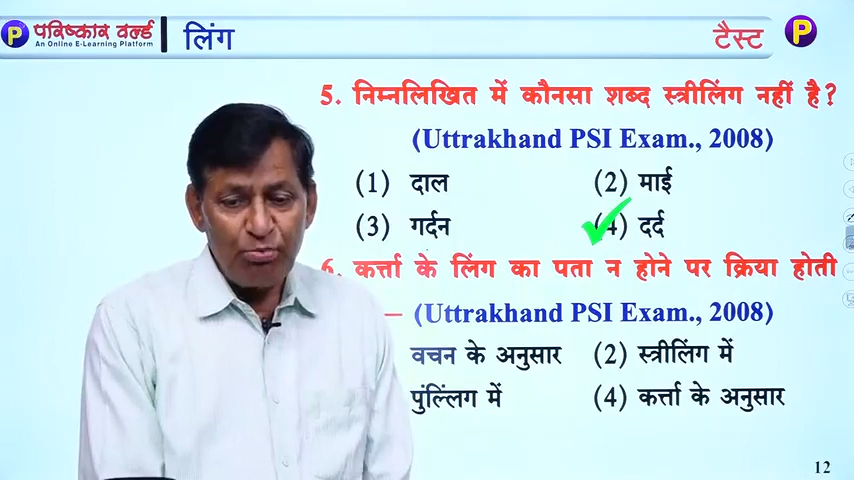 परिष्कार वर्ल्ड
An Online E-Learning Platform
लिंग
टैस्ट
5. निम्नलिखित में कौनसा शब्द स्त्रीलिंग नहीं है?
(Uttrakhand PSI Exam., 2008)
(1) दाल (2) माई
(3) गर्दन (4) दर्द
6. कर्त्ता के लिंग का पता न होने पर क्रिया होती
– (Uttrakhand PSI Exam., 2008)
वचन के अनुसार (2) स्त्रीलिंग में
पुंल्लिंग में (4) कर्त्ता के अनुसार
12